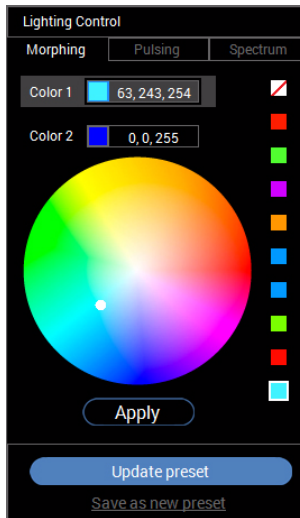 Lighting Control
Morphing Pulsing Spectrum
Color 1 63, 243, 254
Color 2 0, 0, 255
Apply
Update preset
Save as new preset